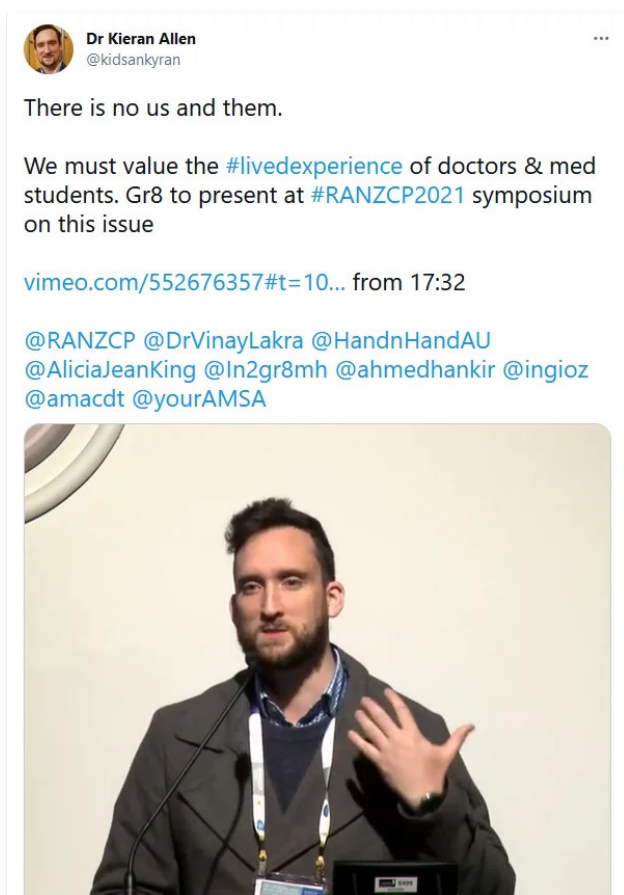 Dr Kieran Allen
@kidsankyran
There is no us and them.
We must value the #livedexperience of doctors & med
students. Gr8 to present at #RANZCP2021 symposium
on this issue
vimeo.com/552676357#t=10... from 17:32
@RANZCP @DrVinayLakra @HandnHandAU
@AliciaJeanKing @In2gr8mh @ahmedhankir @ingioz
@amacdt @yourAMSA